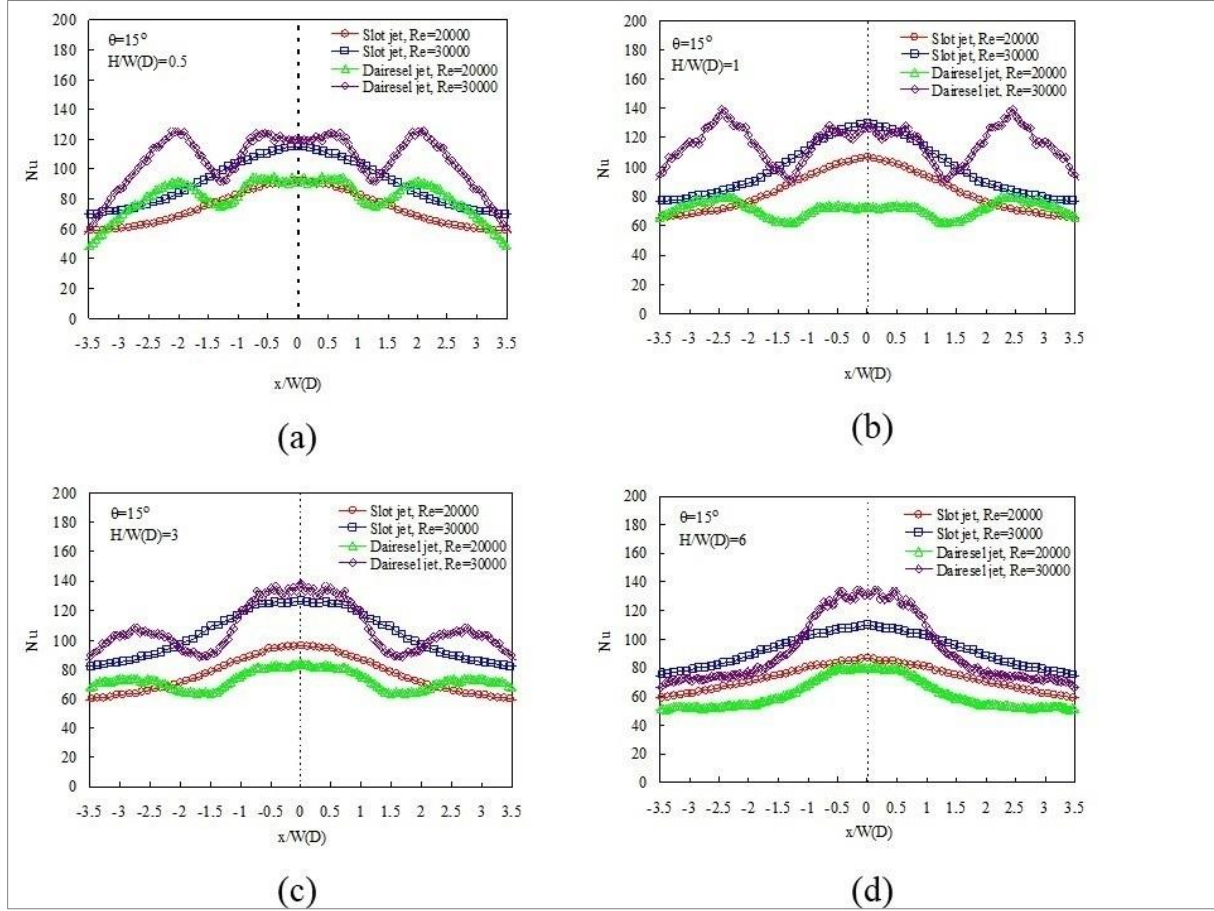 θ=15°
H/W(D)=0.5
Slot jet, Re=20000
Slot jet, Re=30000
Dairesel jet, Re=20000
Dairesel jet, Re=30000
200
180
160
140
120
100
80
60
40
20
0
Nu
-3.5 -3 -2.5 -2 -1.5 -1 -0.5 0 0.5 1 1.5 2 2.5 3 3.5
x/W(D)
(a)
θ=15°
H/W(D)=1
Slot jet, Re=20000
Slot jet, Re=30000
Dairesel jet, Re=20000
Dairesel jet, Re=30000
200
180
160
140
120
100
80
60
40
20
0
Nu
-3.5 -3 -2.5 -2 -1.5 -1 -0.5 0 0.5 1 1.5 2 2.5 3 3.5
x/W(D)
(b)
θ=15°
H/W(D)=3
Slot jet, Re=20000
Slot jet, Re=30000
Dairesel jet, Re=20000
Dairesel jet, Re=30000
200
180
160
140
120
100
80
60
40
20
0
Nu
-3.5 -3 -2.5 -2 -1.5 -1 -0.5 0 0.5 1 1.5 2 2.5 3 3.5
x/W(D)
(c)
θ=15°
H/W(D)=6
Slot jet, Re=20000
Slot jet, Re=30000
Dairesel jet, Re=20000
Dairesel jet, Re=30000
200
180
160
140
120
100
80
60
40
20
0
Nu
-3.5 -3 -2.5 -2 -1.5 -1 -0.5 0 0.5 1 1.5 2 2.5 3 3.5
x/W(D)
(d)